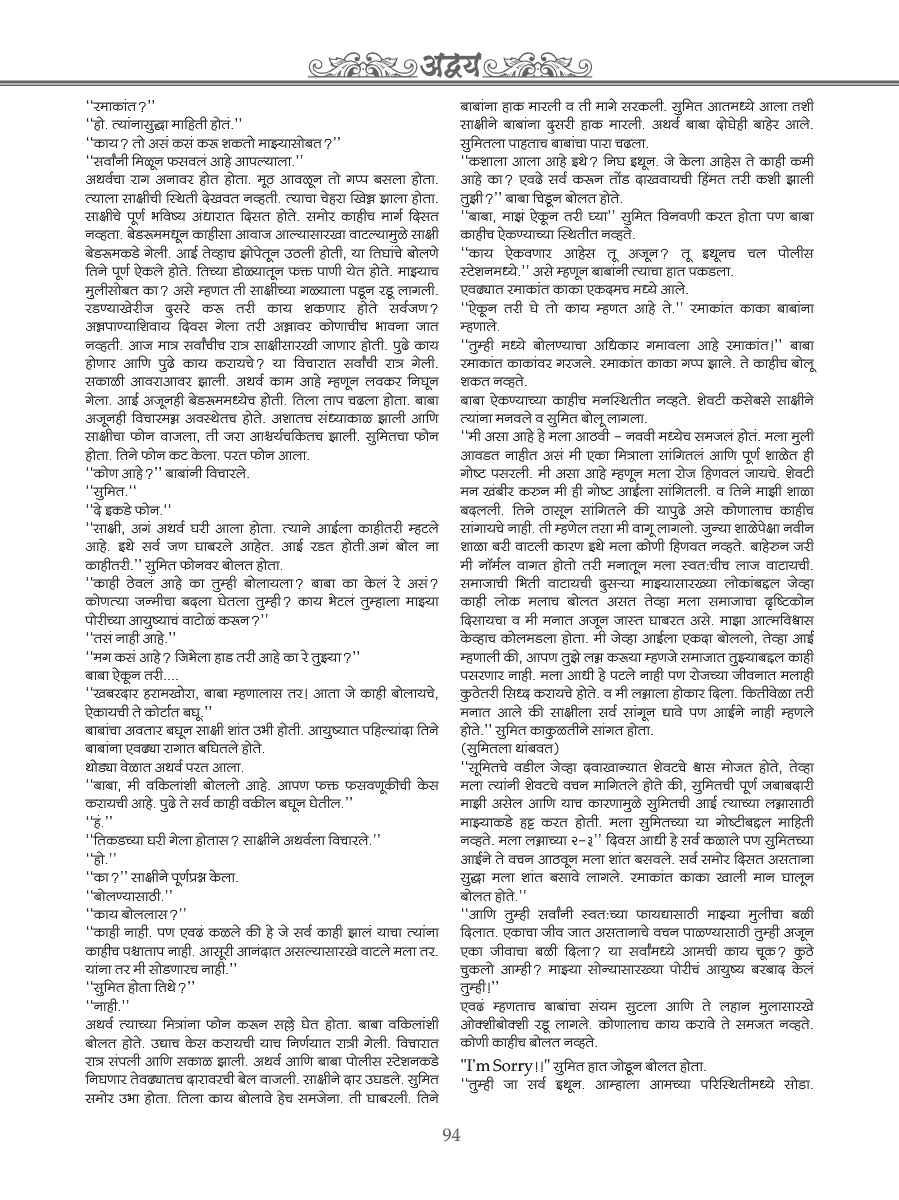 अद्वय
‘‘रमाकांत?’’
‘‘हो. त्यांनासुद्धा माहिती होतं.’’
‘‘काय? तो असं कसं करू शकतो माझ्यासोबत?’’
‘‘सर्वांनी मिळून फसवलं आहे आपल्याला.’’
अथर्वचा राग अनावर होत होता. मूठ आवळून तो गप्प बसला होता.
त्याला साक्षीची स्थिती देखवत नव्हती. त्याचा चेहरा खिन्न झाला होता.
साक्षीचे पूर्ण भविष्य अंधारात दिसत होते. समोर काहीच मार्ग दिसत
नव्हता. बेडरूममधून काहीसा आवाज आल्यासारखा वाटल्यामुळे साक्षी
बेडरूमकडे गेली. आई तेव्हाच झोपेतून उठली होती, या तिघांचे बोलणे
तिने पूर्ण ऐकले होते. तिच्या डोळ्यातून फक्त पाणी येत होते. माझ्याच
मुलीसोबत का? असे म्हणत ती साक्षीच्या गळ्याला पडून रडू लागली.
रडण्याखेरीज दुसरे करू तरी काय शकणार होते सर्वजण?
अन्नपाण्याशिवाय दिवस गेला तरी अन्नावर कोणाचीच भावना जात
नव्हती. आज मात्र सर्वांचीच रात्र साक्षीसारखी जाणार होती. पुढे काय
होणार आणि पुढे काय करायचे? या विचारात सर्वांची रात्र गेली.
सकाळी आवराआवर झाली. अथर्व काम आहे म्हणून लवकर निघून
गेला. आई अजूनही बेडरूममध्येच होती. तिला ताप चढला होता. बाबा
अजूनही विचारमग्न अवस्थेतच होते. अशातच संध्याकाळ झाली आणि
साक्षीचा फोन वाजला, ती जरा आश्चर्यचकितच झाली. सुमितचा फोन
होता. तिने फोन कट केला. परत फोन आला.
‘‘कोण आहे?’’ बाबांनी विचारले.
‘‘सुमित.‘‘
‘‘दे इकडे फोन.‘‘
‘‘साक्षी, अगं अथर्व घरी आला होता. त्याने आईला काहीतरी म्हटले
आहे. इथे सर्व जण घाबरले आहेत. आई रडत होती.अगं बोल ना
काहीतरी.’’ सुमित फोनवर बोलत होता.
‘‘काही ठेवलं आहे का तुम्ही बोलायला? बाबा का केलं रे असं?
कोणत्या जन्मीचा बदला घेतला तुम्ही? काय भेटलं तुम्हाला माझ्या
पोरीच्या आयुष्याचं वाटोळं करून?’’
‘‘तसं नाही आहे.’’
‘‘मग कसं आहे? जिभेला हाड तरी आहे का रे तुझ्या?’’
बाबा ऐकून तरी....
‘‘खबरदार हरामखोरा, बाबा म्हणालास तर! आता जे काही बोलायचे,
ऐकायची ते कोर्टात बघू.’’
बाबांचा अवतार बघून साक्षी शांत उभी होती. आयुष्यात पहिल्यांदा तिने
बाबांना एवढ्या रागात बघितले होते.
थोड्या वेळात अथर्व परत आला.
‘‘बाबा, मी वकिलांशी बोललो आहे. आपण फक्त फसवणूकीची केस
करायची आहे. पुढे ते सर्व काही वकील बघून घेतील.’’
‘‘हं.’’
‘‘तिकडच्या घरी गेला होतास? साक्षीने अथर्वला विचारले.’’
‘‘हो.’’
‘‘का?’’ साक्षीने पूर्णप्रश्न केला.
‘‘बोलण्यासाठी.’’
‘‘काय बोललास?’’
‘‘काही नाही. पण एवढं कळले की हे जे सर्व काही झालं याचा त्यांना
काहीच पश्चाताप नाही. आसूरी आनंदात असल्यासारखे वाटले मला तर.
यांना तर मी सोडणारच नाही.’’
‘‘सुमित होता तिथे?’’
‘‘नाही.’’
अथर्व त्याच्या मित्रांना फोन करून सल्ले घेत होता. बाबा वकिलांशी
बोलत होते. उद्याच केस करायची याच निर्णयात रात्री गेली. विचारात
रात्र संपली आणि सकाळ झाली. अथर्व आणि बाबा पोलीस स्टेशनकडे
निघणार तेवढ्यातच दारावरची बेल वाजली. साक्षीने दार उघडले. सुमित
समोर उभा होता. तिला काय बोलावे हेच समजेना. ती घाबरली. तिने
बाबांना हाक मारली व ती मागे सरकली. सुमित आतमध्ये आला तशी
साक्षीने बाबांना दुसरी हाक मारली. अथर्व बाबा दोघेही बाहेर आले.
सुमितला पाहताच बाबांचा पारा चढला.
‘‘कशाला आला आहे इथे? निघ इथून. जे केला आहेस ते काही कमी
आहे का? एवढे सर्व करून तोंड दाखवायची हिंमत तरी कशी झाली
तुझी?’’ बाबा चिडून बोलत होते.
‘‘बाबा, माझं ऐकून तरी घ्या’’ सुमित विनवणी करत होता पण बाबा
काहीच ऐकण्याच्या स्थितीत नव्हते.
‘‘काय ऐकवणार आहेस तू अजून? तू इथूनच चल पोलीस
स्टेशनमध्ये.’’ असे म्हणून बाबांनी त्याचा हात पकडला.
एवढ्यात रमाकांत काका एकदमच मध्ये आले.
‘‘ऐकून तरी घे तो काय म्हणत आहे ते.’’ रमाकांत काका बाबांना
म्हणाले.
‘‘तुम्ही मध्ये बोलण्याचा अधिकार गमावला आहे रमाकांत!’’ बाबा
रमाकांत काकांवर गरजले. रमाकांत काका गप्प झाले. ते काहीच बोलू
शकत नव्हते.
बाबा ऐकण्याच्या काहीच मनस्थितीत नव्हते. शेवटी कसेबसे साक्षीने
त्यांना मनवले व सुमित बोलू लागला.
‘‘मी असा आहे हे मला आठवी – नववी मध्येच समजलं होतं. मला मुली
आवडत नाहीत असं मी एका मित्राला सांगितलं आणि पूर्ण शाळेत ही
गोष्ट पसरली. मी असा आहे म्हणून मला रोज हिणवलं जायचे. शेवटी
मन खंबीर करुन मी ही गोष्ट आईला सांगितली. व तिने माझी शाळा
बदलली. तिने ठासून सांगितले की यापुढे असे कोणालाच काहीच
सांगायचे नाही. ती म्हणेल तसा मी वागू लागलो. जुन्या शाळेपेक्षा नवीन
शाळा बरी वाटली कारण इथे मला कोणी हिणवत नव्हते. बाहेरुन जरी
मी नॉर्मल वागत होतो तरी मनातून मला स्वत:चीच लाज वाटायची.
समाजाची भिती वाटायची दुसऱ्या माझ्यासारख्या लोकांबद्दल जेव्हा
काही लोक मलाच बोलत असत तेव्हा मला समाजाचा दृष्टिकोन
दिसायचा व मी मनात अजून जास्त घाबरत असे. माझा आत्मविश्वास
केव्हाच कोलमडला होता. मी जेव्हा आईला एकदा बोललो, तेव्हा आई
म्हणाली की, आपण तुझे लग्न करूया म्हणजे समाजात तुझ्याबद्दल काही
पसरणार नाही. मला आधी हे पटले नाही पण रोजच्या जीवनात मलाही
कुठेतरी सिध्द करायचे होते. व मी लग्नाला होकार दिला. कितीवेळा तरी
मनात आले की साक्षीला सर्व सांगून द्यावे पण आईने नाही म्हणले
होते.’’ सुमित काकुळतीने सांगत होता.
(सुमितला थांबवत)
‘‘सूमितचे वडील जेव्हा दवाखान्यात शेवटचे श्वास मोजत होते, तेव्हा
मला त्यांनी शेवटचे वचन मागितले होते की, सुमितची पूर्ण जबाबदारी
माझी असेल आणि याच कारणामुळे सुमितची आई त्याच्या लग्नासाठी
माझ्याकडे हट्ट करत होती. मला सुमितच्या या गोष्टीबद्दल माहिती
नव्हते. मला लग्नाच्या २–३’’ दिवस आधी हे सर्व कळाले पण सुमितच्या
आईने ते वचन आठवून मला शांत बसवले. सर्व समोर दिसत असताना
सुद्धा मला शांत बसावे लागले. रमाकांत काका खाली मान घालून
बोलत होते.’’
‘‘आणि तुम्ही सर्वांनी स्वत:च्या फायद्यासाठी माझ्या मुलीचा बळी
दिलात. एकाचा जीव जात असतानाचे वचन पाळण्यासाठी तुम्ही अजून
एका जीवाचा बळी दिला? या सर्वांमध्ये आमची काय चूक? कुठे
चुकलो आम्ही? माझ्या सोन्यासारख्या पोरीचं आयुष्य बरबाद केलं
तुम्ही!’’
एवढं म्हणताच बाबांचा संयम सुटला आणि ते लहान मुलासारखे
ओक्शीबोक्शी रडू लागले. कोणालाच काय करावे ते समजत नव्हते.
कोणी काहीच बोलत नव्हते.
"I'm Sorry!!" सुमित हात जोडून बोलत होता.
‘‘तुम्ही जा सर्व इथून. आम्हाला आमच्या परिस्थितीमध्ये सोडा.
94